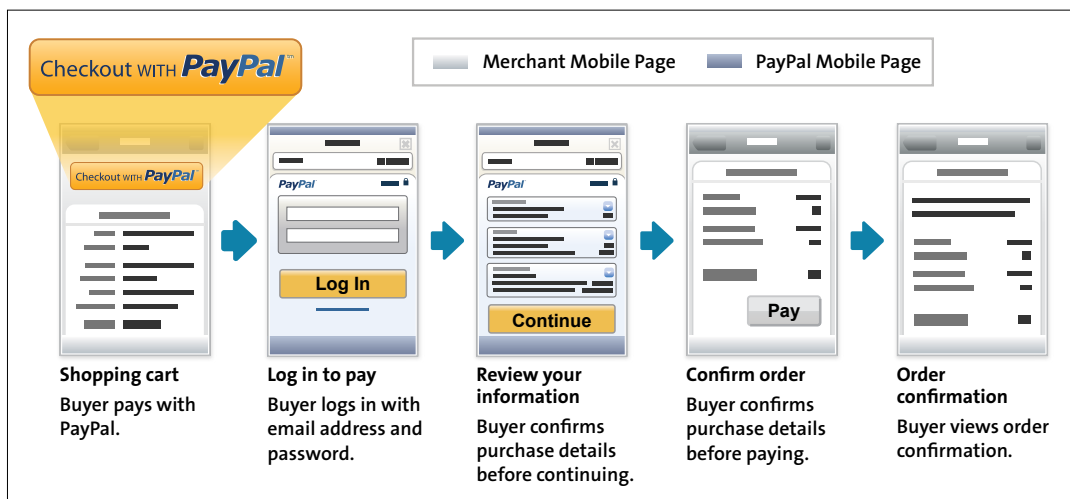 Checkout WITH PayPal™
Merchant Mobile Page
PayPal Mobile Page
Checkout WITH PayPal
PayPal
Log In
PayPal
Continue
Pay
Shopping cart
Buyer pays with
PayPal.
Log in to pay
Buyer logs in with
email address and
password.
Review your
information
Buyer confirms
purchase details
before continuing.
Confirm order
Buyer confirms
purchase details
before paying.
Order
confirmation
Buyer views order
confirmation.